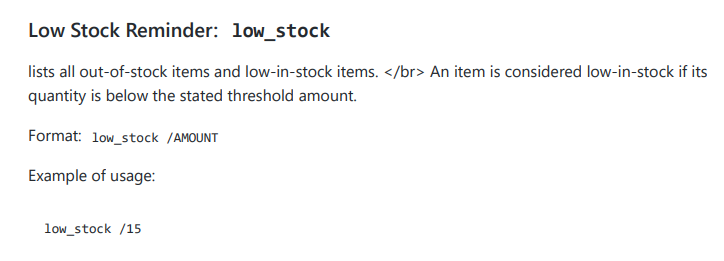 Low Stock Reminder: low_stock
lists all out-of-stock items and low-in-stock items. </br> An item is considered low-in-stock if its
quantity is below the stated threshold amount.
Format: low_stock /AMOUNT
Example of usage:
low_stock /15